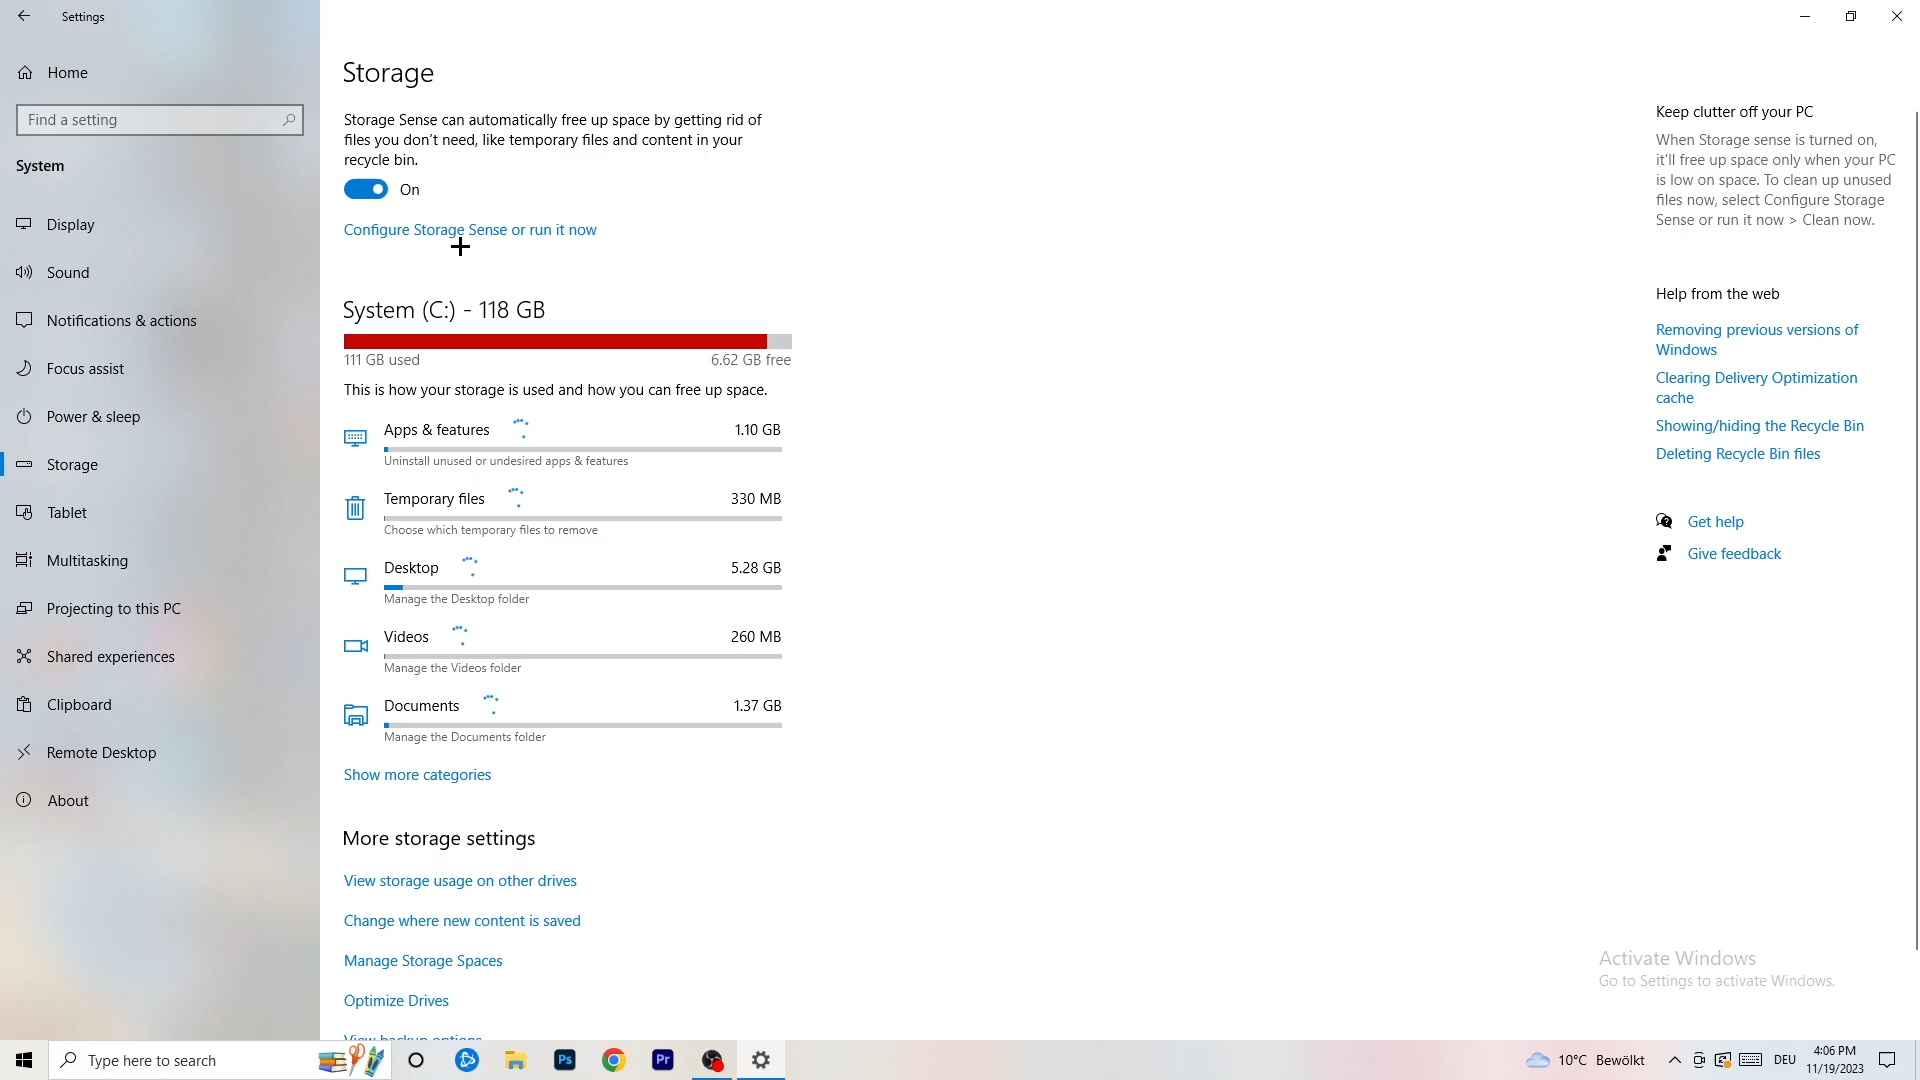 Settings
Home
Find a setting
System
Display
Sound
Notifications & actions
Focus assist
Power & sleep
Storage
Tablet
Multitasking
Projecting to this PC
Shared experiences
Clipboard
Remote Desktop
About
Storage
Storage Sense can automatically free up space by getting rid of
files you don't need, like temporary files and content in your
recycle bin.
On
Configure Storage Sense or run it now
System (C:) - 118 GB
111 GB used
6.62 GB free
This is how your storage is used and how you can free up space.
Apps & features
1.10 GB
Uninstall unused or undesired apps & features
Temporary files
330 MB
Choose which temporary files to remove
Desktop
5.28 GB
Manage the Desktop folder
Videos
260 MB
Manage the Videos folder
Documents
1.37 GB
Manage the Documents folder
Show more categories
More storage settings
View storage usage on other drives
Change where new content is saved
Manage Storage Spaces
Optimize Drives
View backup options
Keep clutter off your PC
When Storage sense is turned on,
it'll free up space only when your PC
is low on space. To clean up unused
files now, select Configure Storage
Sense or run it now > Clean now.
Help from the web
Removing previous versions of
Windows
Clearing Delivery Optimization
cache
Showing/hiding the Recycle Bin
Deleting Recycle Bin files
Get help
Give feedback
Activate Windows
Go to Settings to activate Windows.
Type here to search
Ps
Pr
10°C Bewölkt
DEU
4:06 PM
11/19/2023